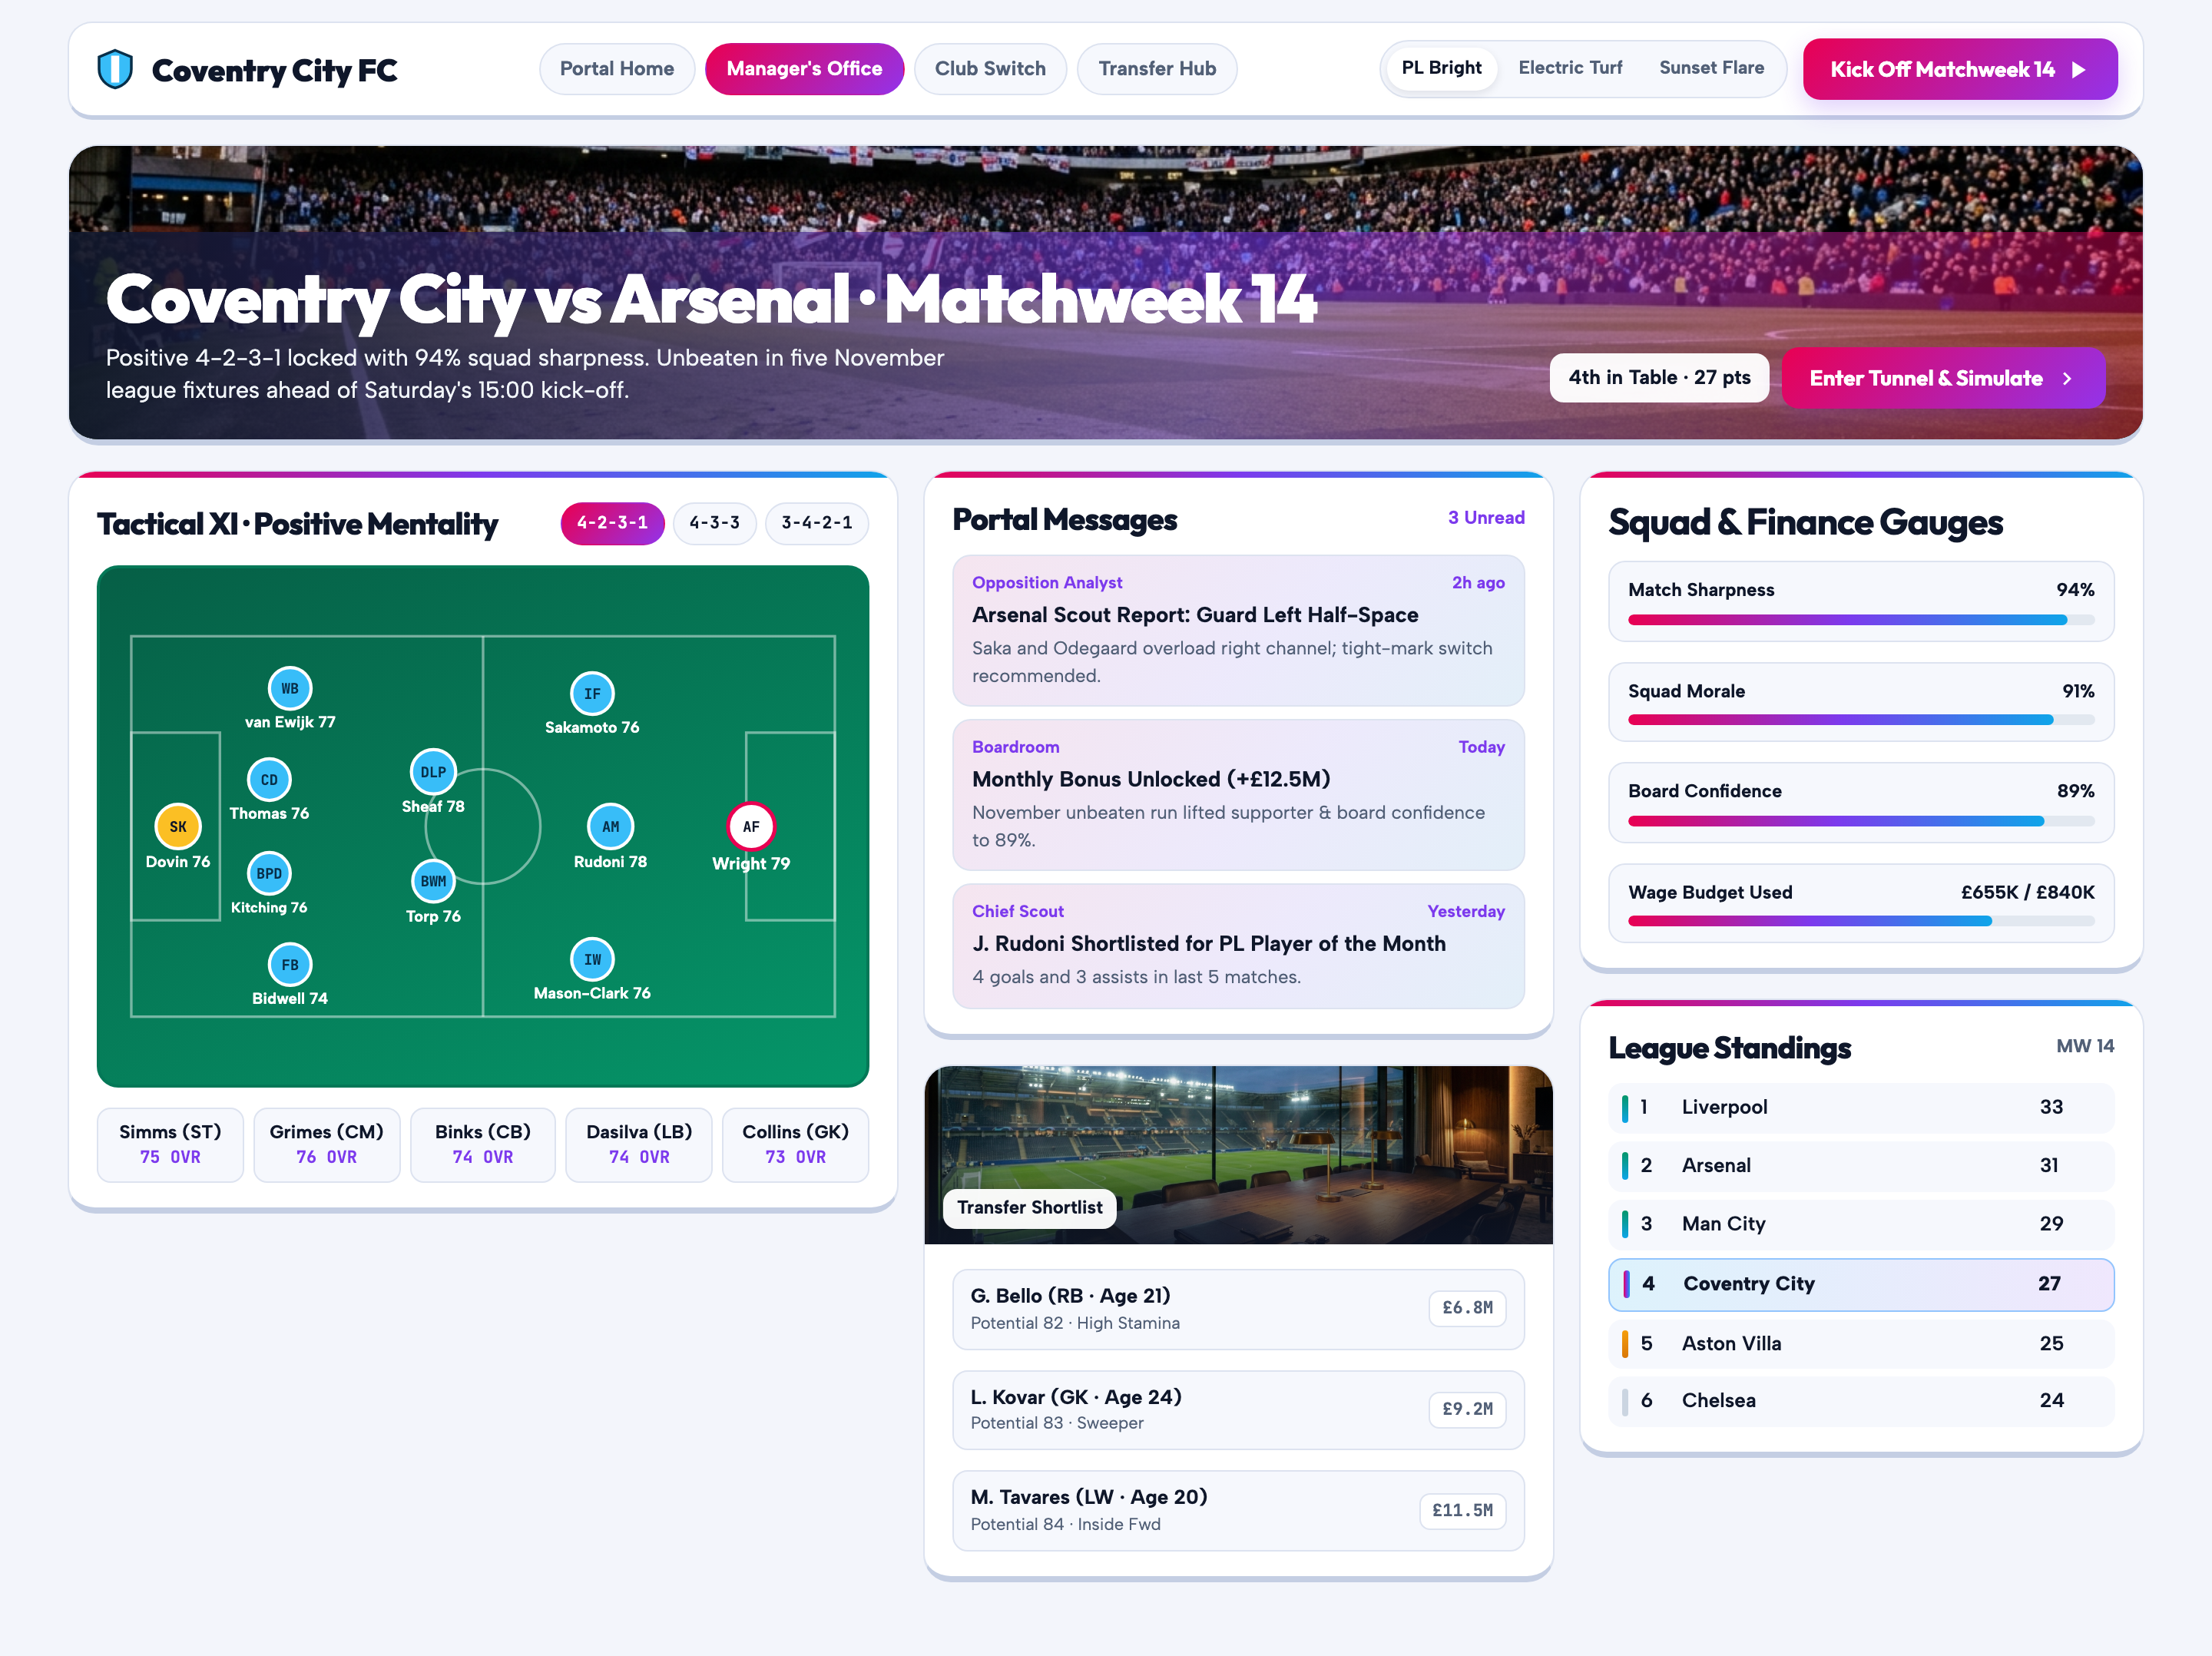 Coventry City FC
Portal Home
Manager's Office
Club Switch
Transfer Hub
PL Bright
Electric Turf
Sunset Flare
Kick Off Matchweek 14
Coventry City vs Arsenal · Matchweek 14
Positive 4-2-3-1 locked with 94% squad sharpness. Unbeaten in five November
league fixtures ahead of Saturday's 15:00 kick-off.
4th in Table · 27 pts
Enter Tunnel & Simulate
Tactical XI · Positive Mentality
4-2-3-1
4-3-3
3-4-2-1
WB
van Ewijk 77
IF
Sakamoto 76
CD
Thomas 76
DLP
Sheaf 78
SK
Dovin 76
AM
Rudoni 78
AF
Wright 79
BPD
Kitching 76
BWM
Torp 76
FB
Bidwell 74
IW
Mason-Clark 76
Simms (ST)
75 OVR
Grimes (CM)
76 OVR
Binks (CB)
74 OVR
Dasilva (LB)
74 OVR
Collins (GK)
73 OVR
Portal Messages
3 Unread
Opposition Analyst
2h ago
Arsenal Scout Report: Guard Left Half-Space
Saka and Odegaard overload right channel; tight-mark switch
recommended.
Boardroom
Today
Monthly Bonus Unlocked (+£12.5M)
November unbeaten run lifted supporter & board confidence
to 89%.
Chief Scout
Yesterday
J. Rudoni Shortlisted for PL Player of the Month
4 goals and 3 assists in last 5 matches.
Transfer Shortlist
G. Bello (RB · Age 21)
Potential 82 · High Stamina
£6.8M
L. Kovar (GK · Age 24)
Potential 83 · Sweeper
£9.2M
M. Tavares (LW · Age 20)
Potential 84 · Inside Fwd
£11.5M
Squad & Finance Gauges
Match Sharpness
94%
Squad Morale
91%
Board Confidence
89%
Wage Budget Used
£655K / £840K
League Standings
MW 14
1 Liverpool 33
2 Arsenal 31
3 Man City 29
4 Coventry City 27
5 Aston Villa 25
6 Chelsea 24